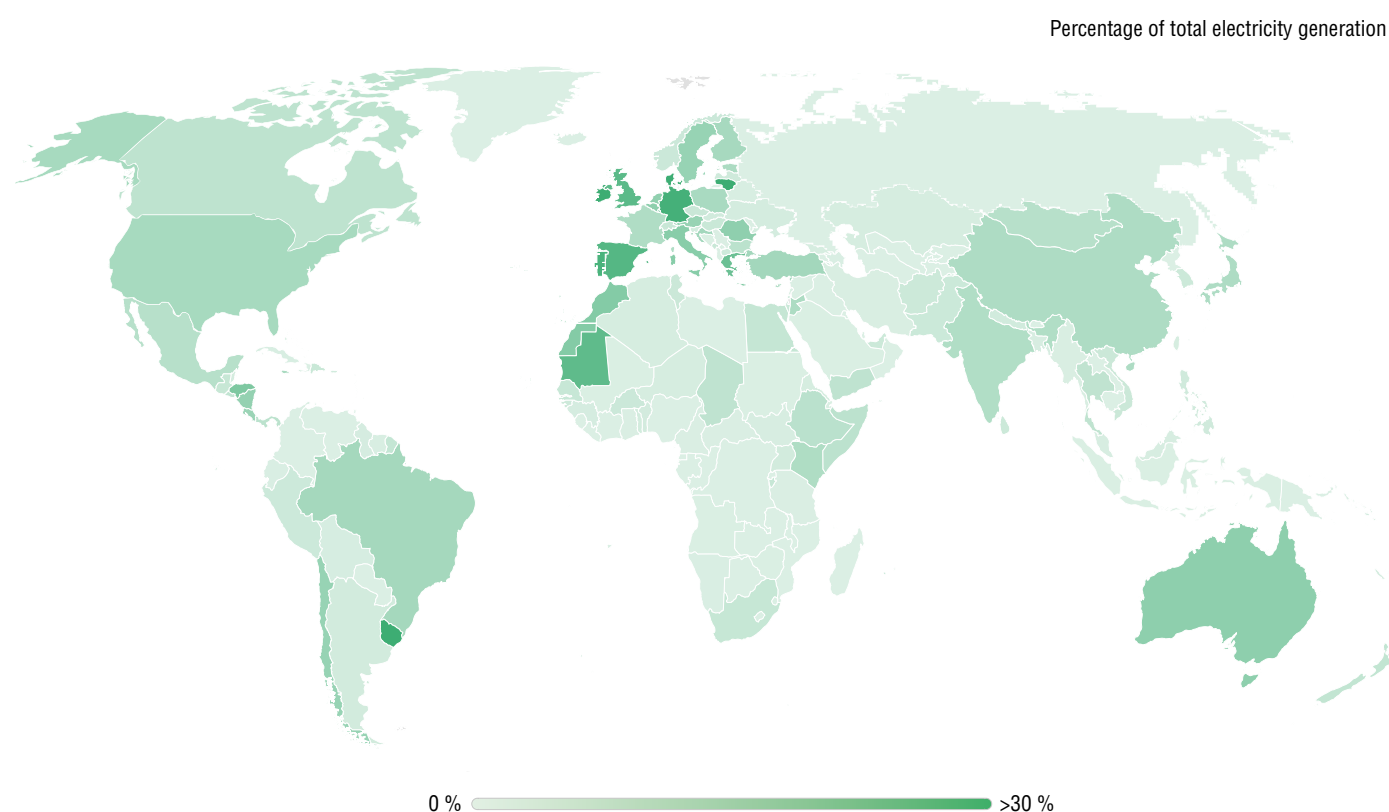 Percentage of total electricity generation
0 % >30 %